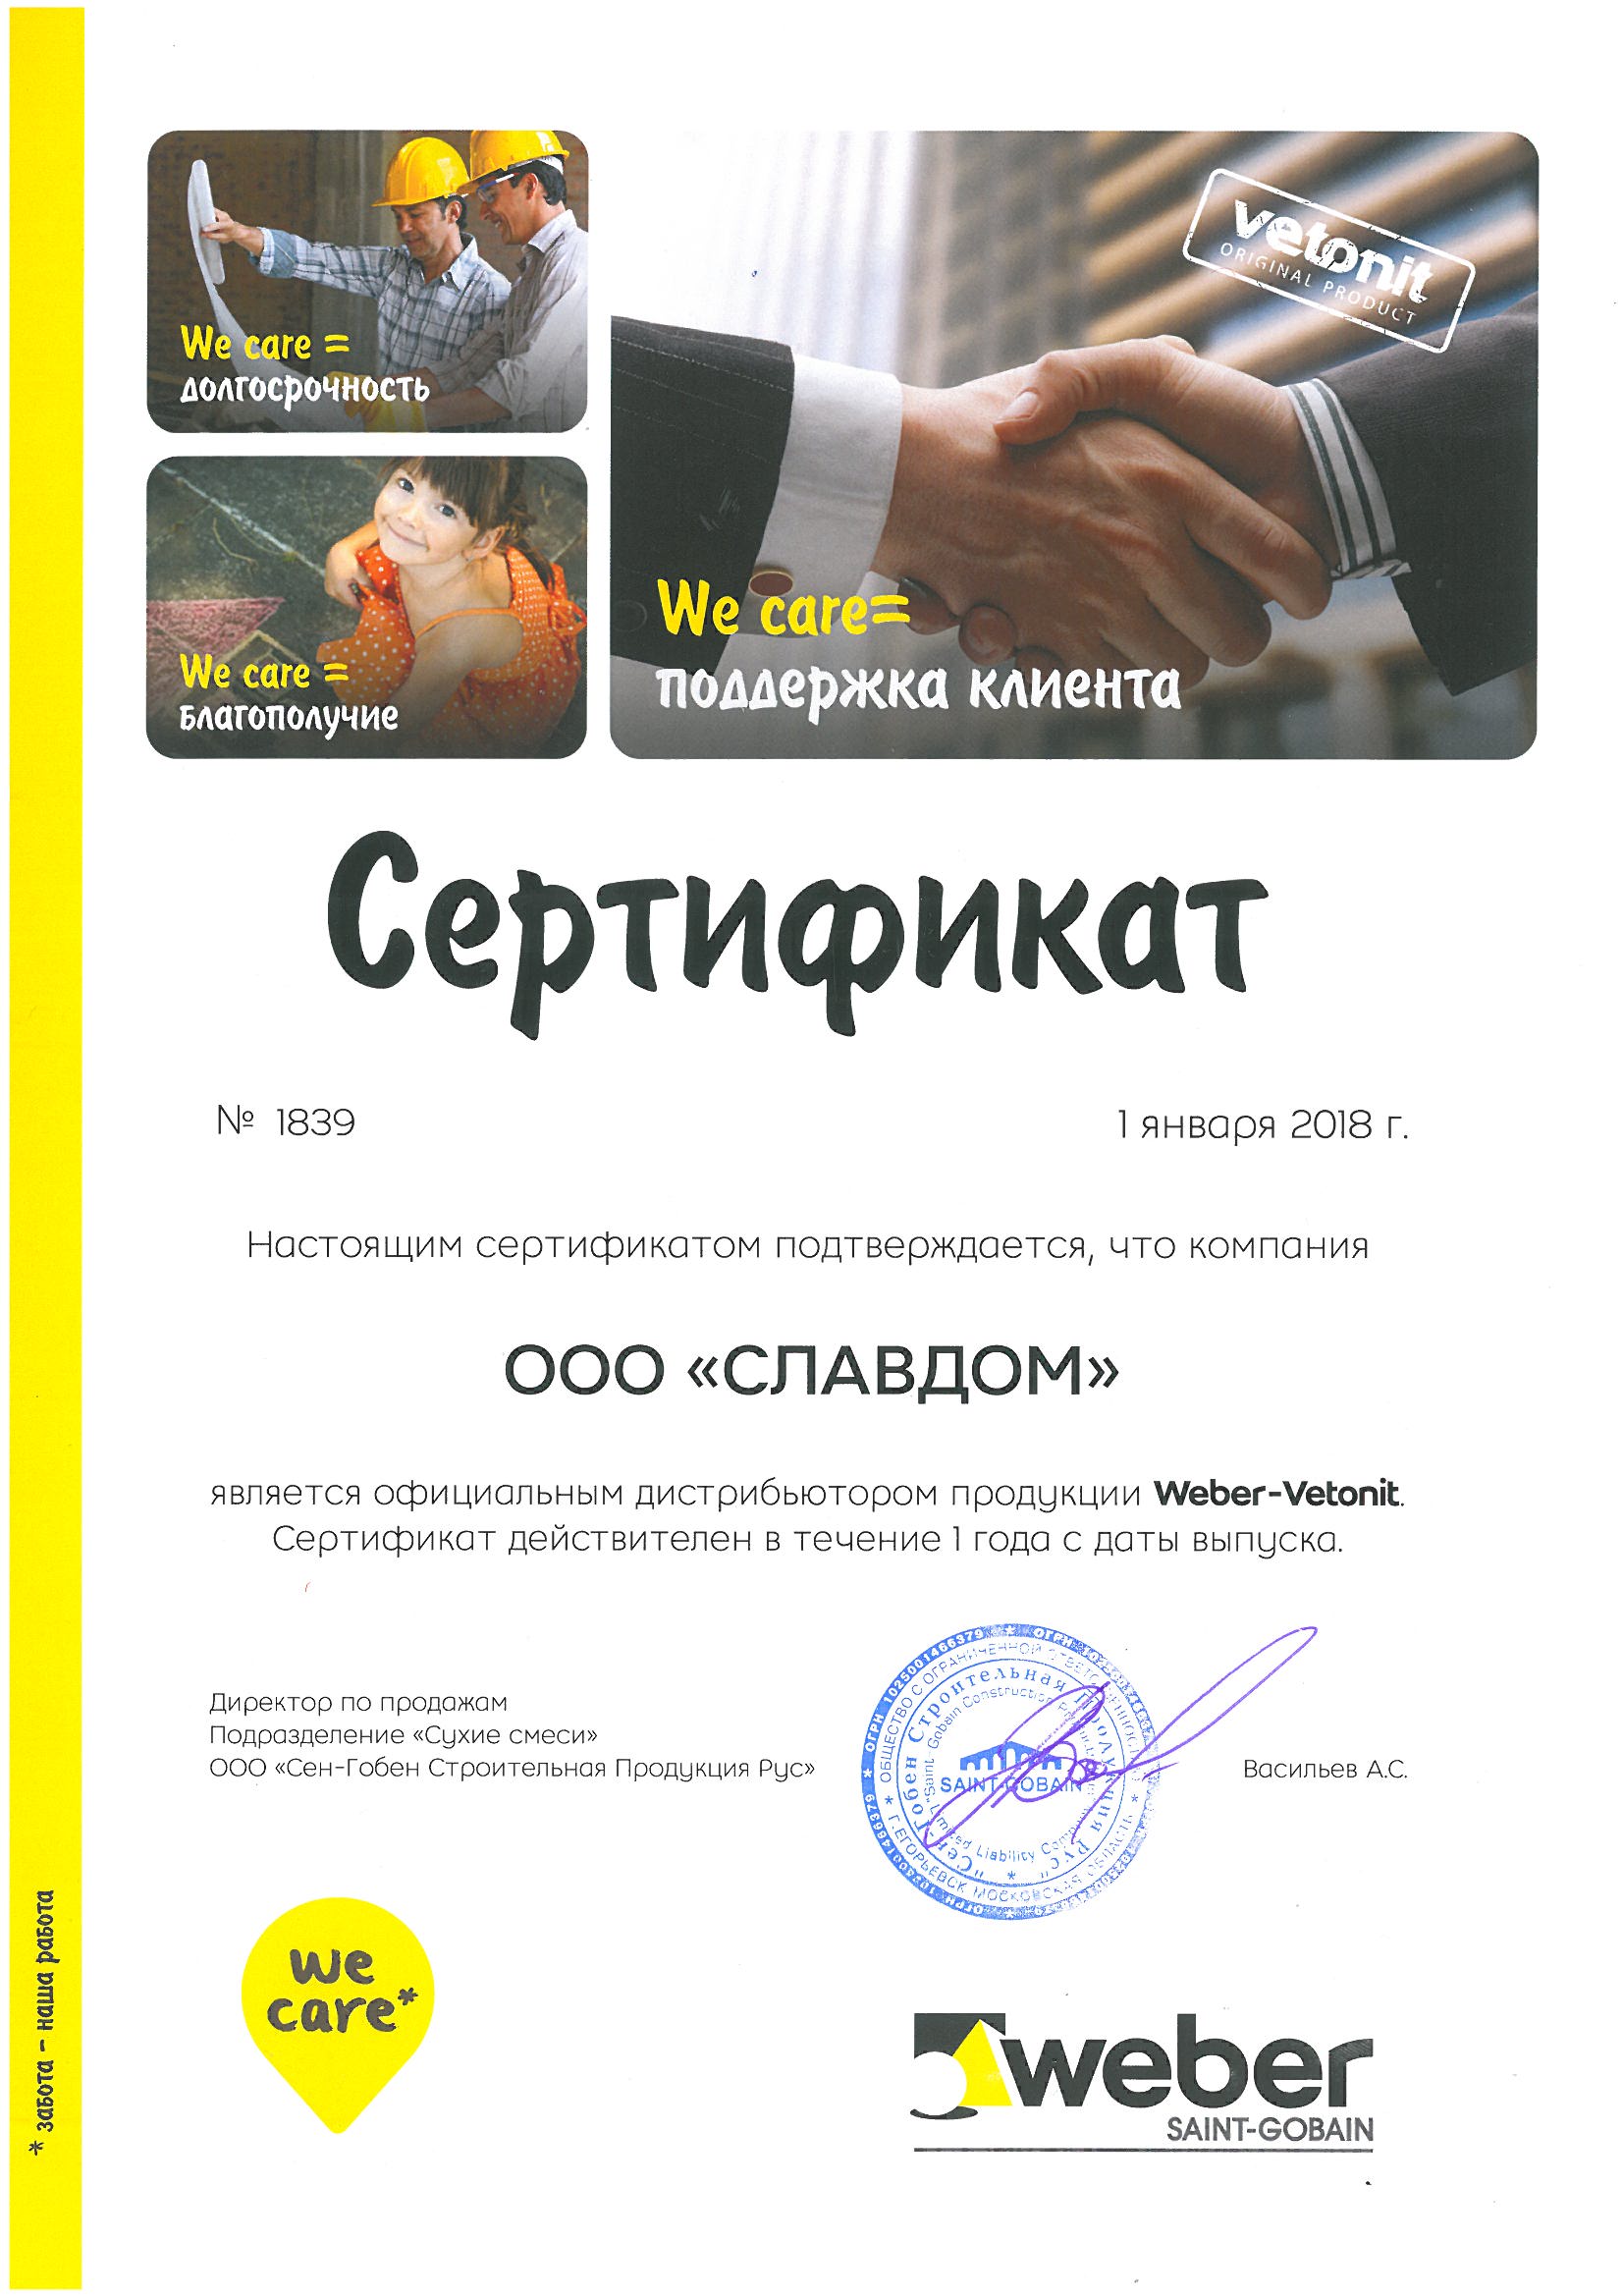 We care =
долгосрочность
We care =
благополучие
vetonit
ORIGINAL PRODUCT
We care=
поддержка клиента
Сертификат
№ 1839
1 января 2018 г.
Настоящим сертификатом подтверждается, что компания
ООО «СЛАВДОМ»
является официальным дистрибьютором продукции Weber-Vetonit.
Сертификат действителен в течение 1 года с даты выпуска.
Директор по продажам
Подразделение «Сухие смеси»
ООО «Сен-Гобен Строительная Продукция Рус»
ОГРН 1025001466379
ОБЩЕСТВО С ОГРАНИЧЕННОЙ ОТВЕТСТВЕННОСТЬЮ
Г.ЕГОРЬЕВСК МОСКОВСКАЯ ОБЛАСТЬ
"Сен-Гобен Строительная Продукция Рус"
"Saint-Gobain Construction
Limited Liability Company
SAINT-GOBAIN
Васильев А.С.
we
care*
* забота – наша работа
weber
SAINT-GOBAIN